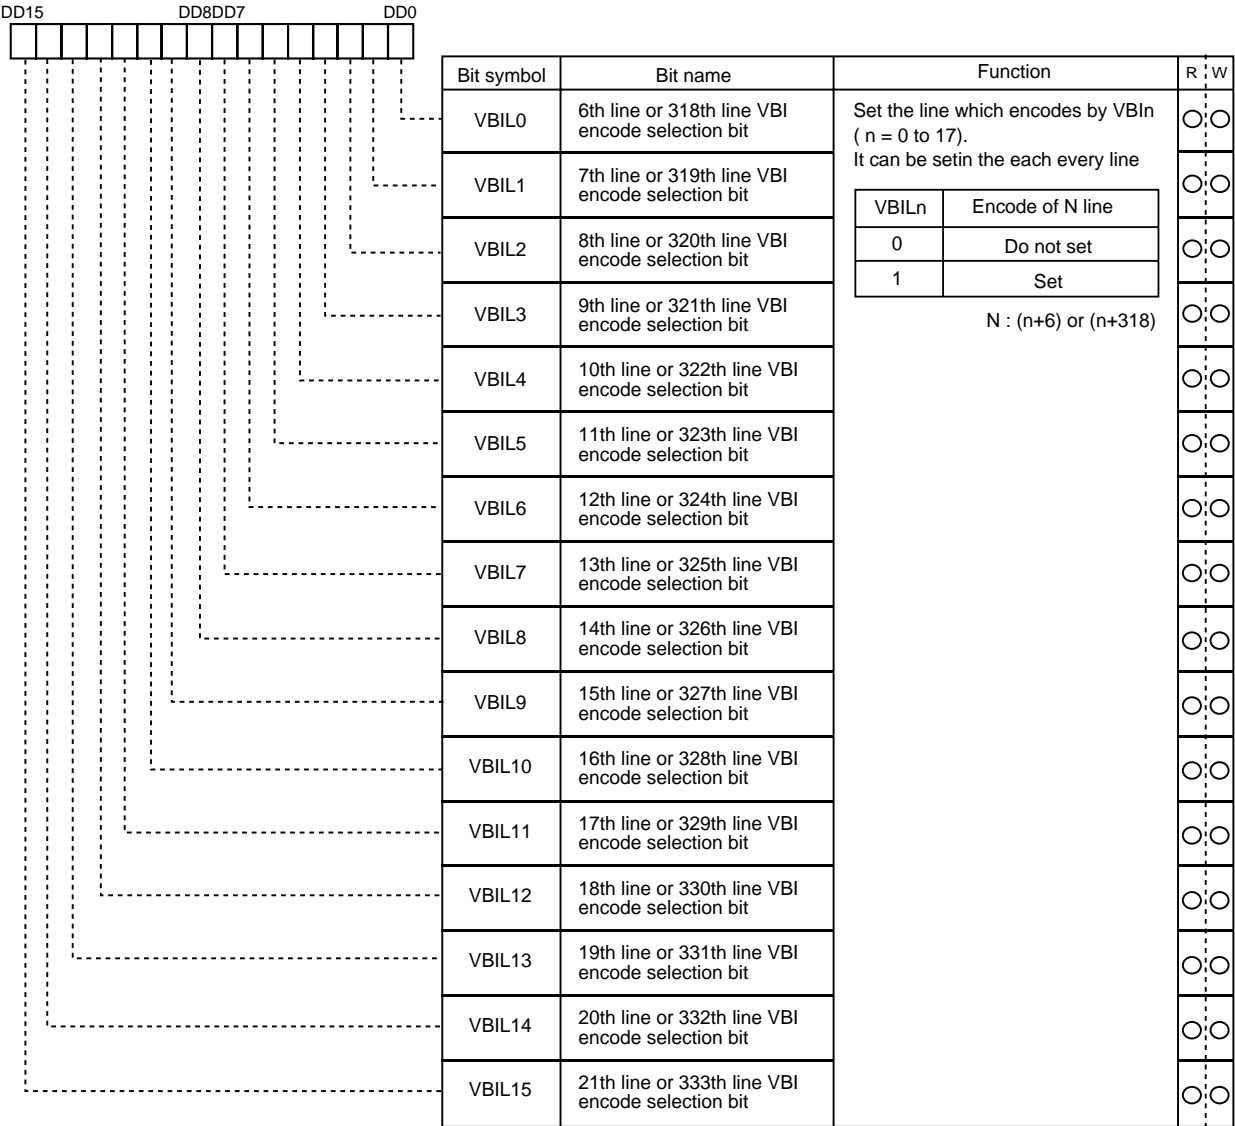 DD15 DD8DD7 DD0
Bit symbol Bit name Function R W
VBIL0 6th line or 318th line VBI
encode selection bit
Set the line which encodes by VBIn
( n = 0 to 17).
It can be setin the each every line
VBILn Encode of N line
0 Do not set
1 Set
N : (n+6) or (n+318)
VBIL1 7th line or 319th line VBI
encode selection bit
VBIL2 8th line or 320th line VBI
encode selection bit
VBIL3 9th line or 321th line VBI
encode selection bit
VBIL4 10th line or 322th line VBI
encode selection bit
VBIL5 11th line or 323th line VBI
encode selection bit
VBIL6 12th line or 324th line VBI
encode selection bit
VBIL7 13th line or 325th line VBI
encode selection bit
VBIL8 14th line or 326th line VBI
encode selection bit
VBIL9 15th line or 327th line VBI
encode selection bit
VBIL10 16th line or 328th line VBI
encode selection bit
VBIL11 17th line or 329th line VBI
encode selection bit
VBIL12 18th line or 330th line VBI
encode selection bit
VBIL13 19th line or 331th line VBI
encode selection bit
VBIL14 20th line or 332th line VBI
encode selection bit
VBIL15 21th line or 333th line VBI
encode selection bit